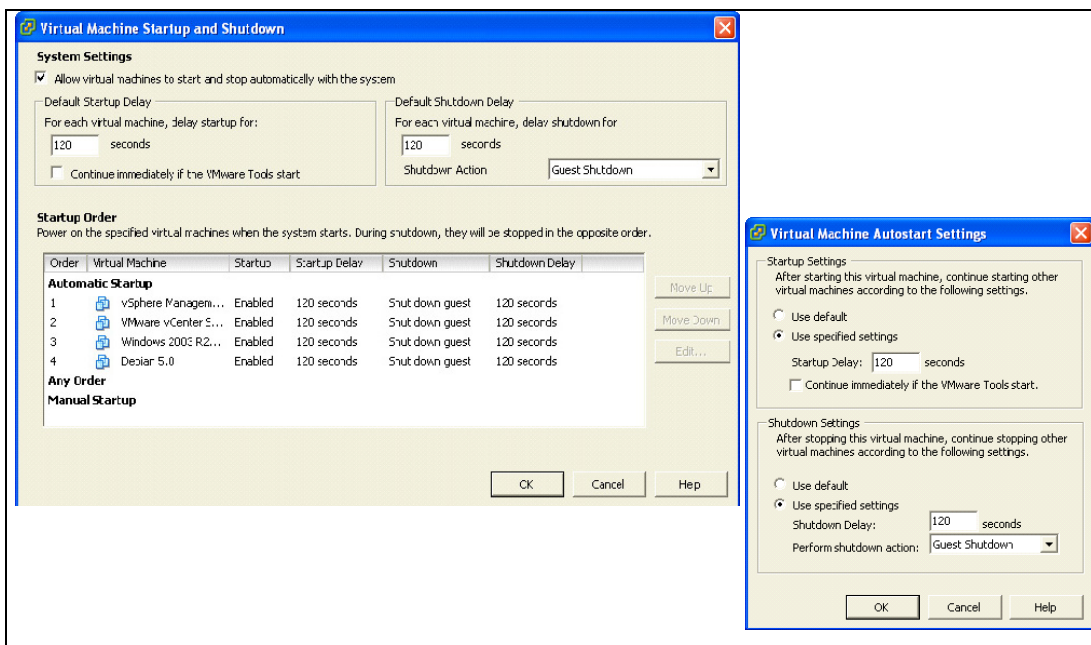 Virtual Machine Startup and Shutdown
System Settings
Allow virtual machines to start and stop automatically with the system
Default Startup Delay
For each virtual machine, delay startup for:
120 seconds
Continue immediately if the VMware Tools start
Default Shutdown Delay
For each virtual machine, delay shutdown for
120 seconds
Shutdown Action Guest Shutdown
Startup Order
Power on the specified virtual machines when the system starts. During shutdown, they will be stopped in the opposite order.
Order Virtual Machine Startup Startup Delay Shutdown Shutdown Delay
Automatic Startup
1 vSphere Managem... Enabled 120 seconds Shut down guest 120 seconds
2 VMware vCenter S... Enabled 120 seconds Shut down guest 120 seconds
3 Windows 2003 R2... Enabled 120 seconds Shut down guest 120 seconds
4 Debian 5.0 Enabled 120 seconds Shut down guest 120 seconds
Any Order
Manual Startup
Move Up
Move Down
Edit...
OK Cancel Help
Virtual Machine Autostart Settings
Startup Settings
After starting this virtual machine, continue starting other
virtual machines according to the following settings.
Use default
Use specified settings
Startup Delay: 120 seconds
Continue immediately if the VMware Tools start.
Shutdown Settings
After stopping this virtual machine, continue stopping other
virtual machines according to the following settings.
Use default
Use specified settings
Shutdown Delay: 120 seconds
Perform shutdown action: Guest Shutdown
OK Cancel Help